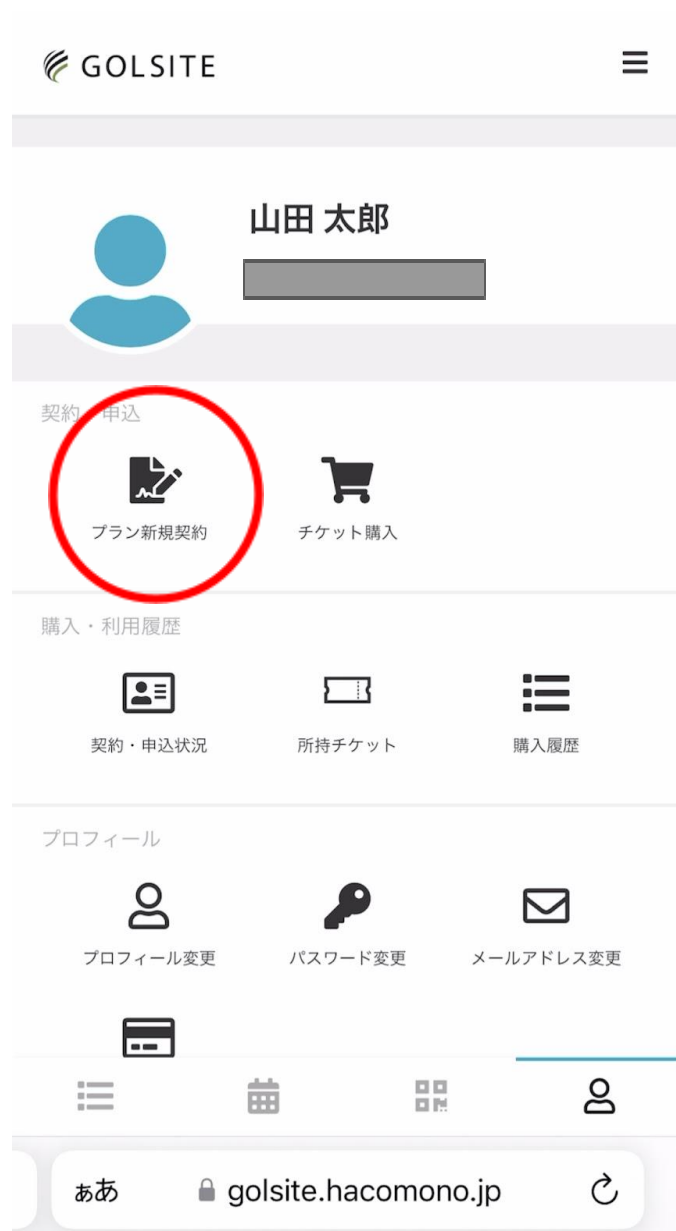 GOLSITE
山田 太郎
契約・申込
プラン新規契約
チケット購入
購入・利用履歴
契約・申込状況
所持チケット
購入履歴
プロフィール
プロフィール変更
パスワード変更
メールアドレス変更
ぁあ
golsite.hacomono.jp